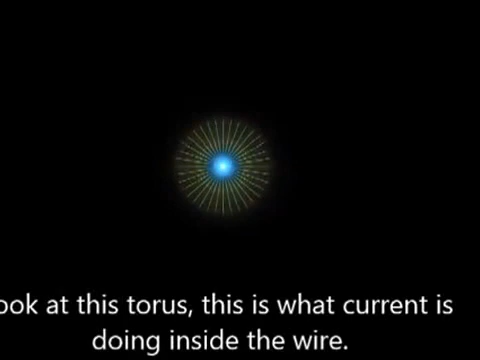 ook at this torus, this is what current is
doing inside the wire.